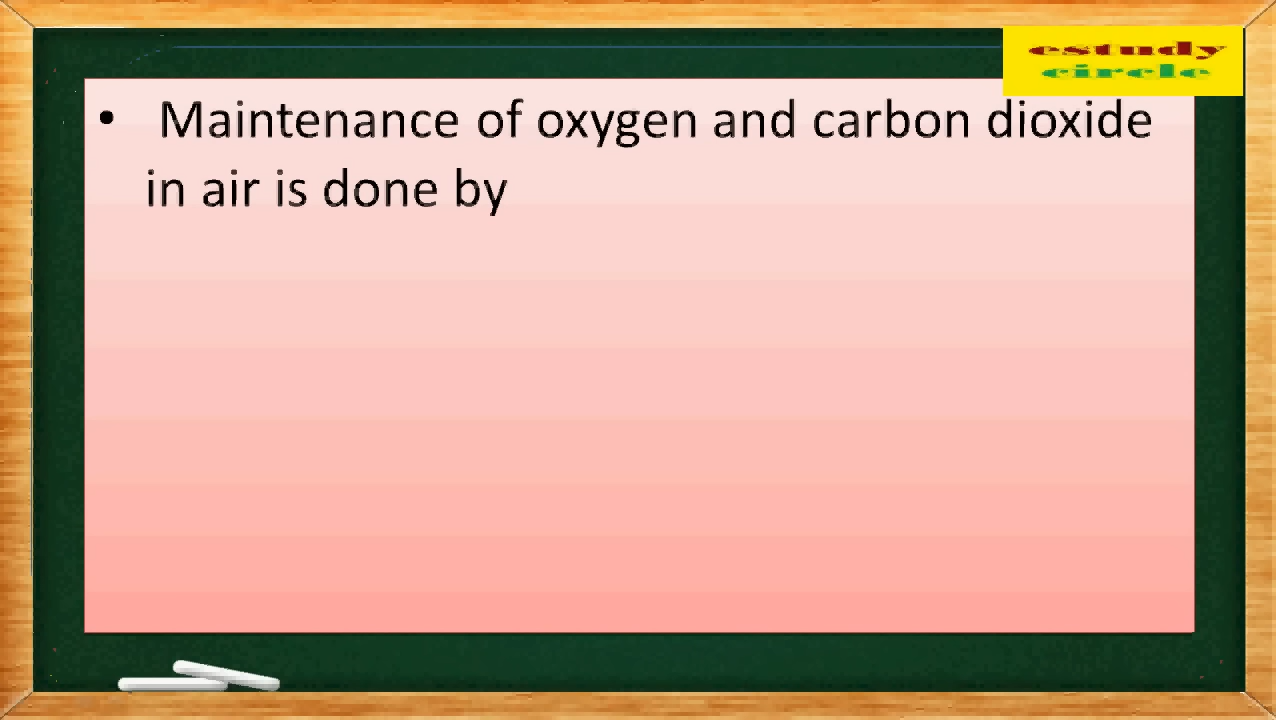 estudy
circle
• Maintenance of oxygen and carbon dioxide
in air is done by